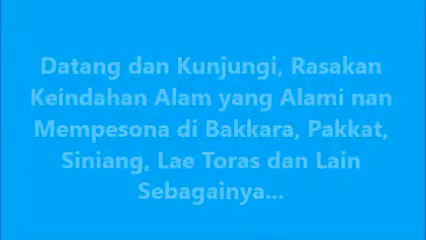 Datang dan Kunjungi, Rasakan
Keindahan Alam yang Alami nan
Mempesona di Bakkara, Pakkat,
Siniang, Lae Toras dan Lain
Sebagainya...